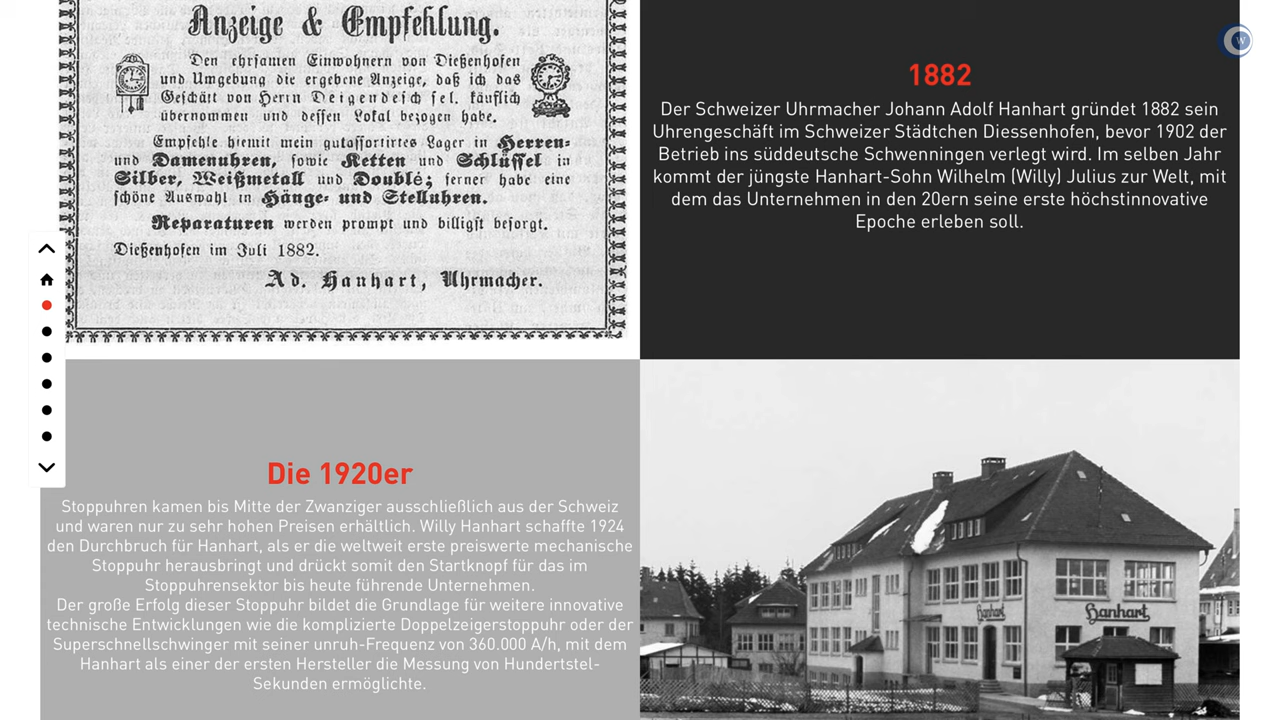 Anzeige & Empfehlung.
Den ehrsamen Einwohnern von Dießenhofen
und Umgebung die ergebene Anzeige, daß ich das
Geschäft von Herrn Deigendesch sel. käuflich
übernommen und dessen Lokal bezogen habe.
Empfehle hiemit mein gutassortirtes Lager in Herren-
und Damenuhren, sowie Ketten und Schlüssel in
Silber, Weißmetall und Doublé; ferner habe eine
schöne Auswahl in Hänge- und Stelluhren.
Reparaturen werden prompt und billigst besorgt.
Dießenhofen im Juli 1882.
Ad. Hanhart, Uhrmacher.
W
1882
Der Schweizer Uhrmacher Johann Adolf Hanhart gründet 1882 sein
Uhrengeschäft im Schweizer Städtchen Diessenhofen, bevor 1902 der
Betrieb ins süddeutsche Schwenningen verlegt wird. Im selben Jahr
kommt der jüngste Hanhart-Sohn Wilhelm (Willy) Julius zur Welt, mit
dem das Unternehmen in den 20ern seine erste höchstinnovative
Epoche erleben soll.
Die 1920er
Stoppuhren kamen bis Mitte der Zwanziger ausschließlich aus der Schweiz
und waren nur zu sehr hohen Preisen erhältlich. Willy Hanhart schaffte 1924
den Durchbruch für Hanhart, als er die weltweit erste preiswerte mechanische
Stoppuhr herausbringt und drückt somit den Startknopf für das im
Stoppuhrensektor bis heute führende Unternehmen.
Der große Erfolg dieser Stoppuhr bildet die Grundlage für weitere innovative
technische Entwicklungen wie die komplizierte Doppelzeigerstoppuhr oder der
Superschnellschwinger mit seiner unruh-Frequenz von 360.000 A/h, mit dem
Hanhart als einer der ersten Hersteller die Messung von Hundertstel-
Sekunden ermöglichte.
Hanhart
Hanhart